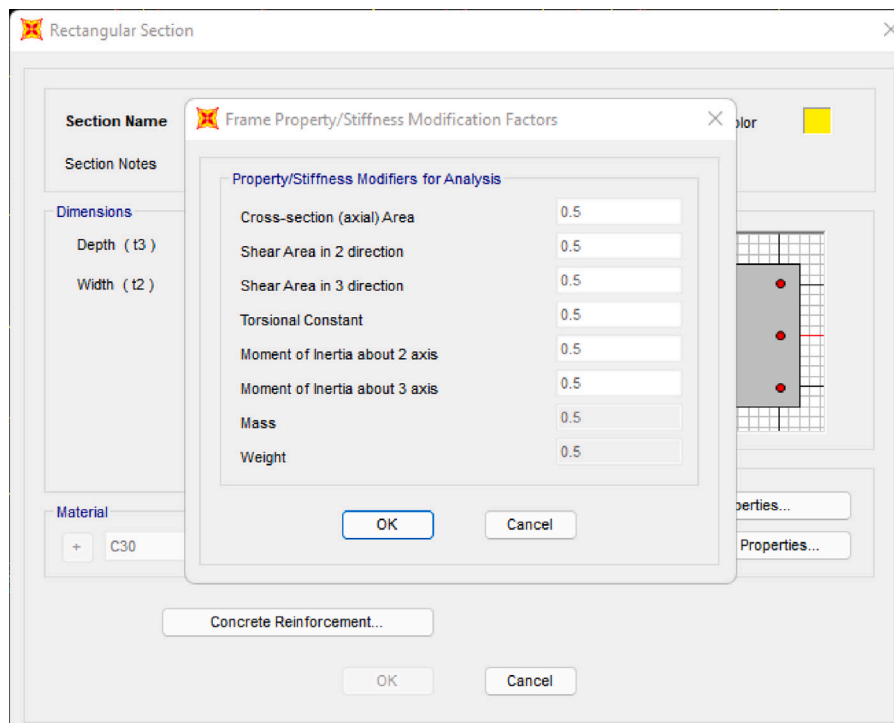 Rectangular Section
Section Name
Section Notes
Dimensions
Depth ( t3 )
Width ( t2 )
Material
+ C30
Concrete Reinforcement...
OK Cancel
Frame Property/Stiffness Modification Factors
Property/Stiffness Modifiers for Analysis
Cross-section (axial) Area 0.5
Shear Area in 2 direction 0.5
Shear Area in 3 direction 0.5
Torsional Constant 0.5
Moment of Inertia about 2 axis 0.5
Moment of Inertia about 3 axis 0.5
Mass 0.5
Weight 0.5
OK Cancel
olor
perties...
Properties...